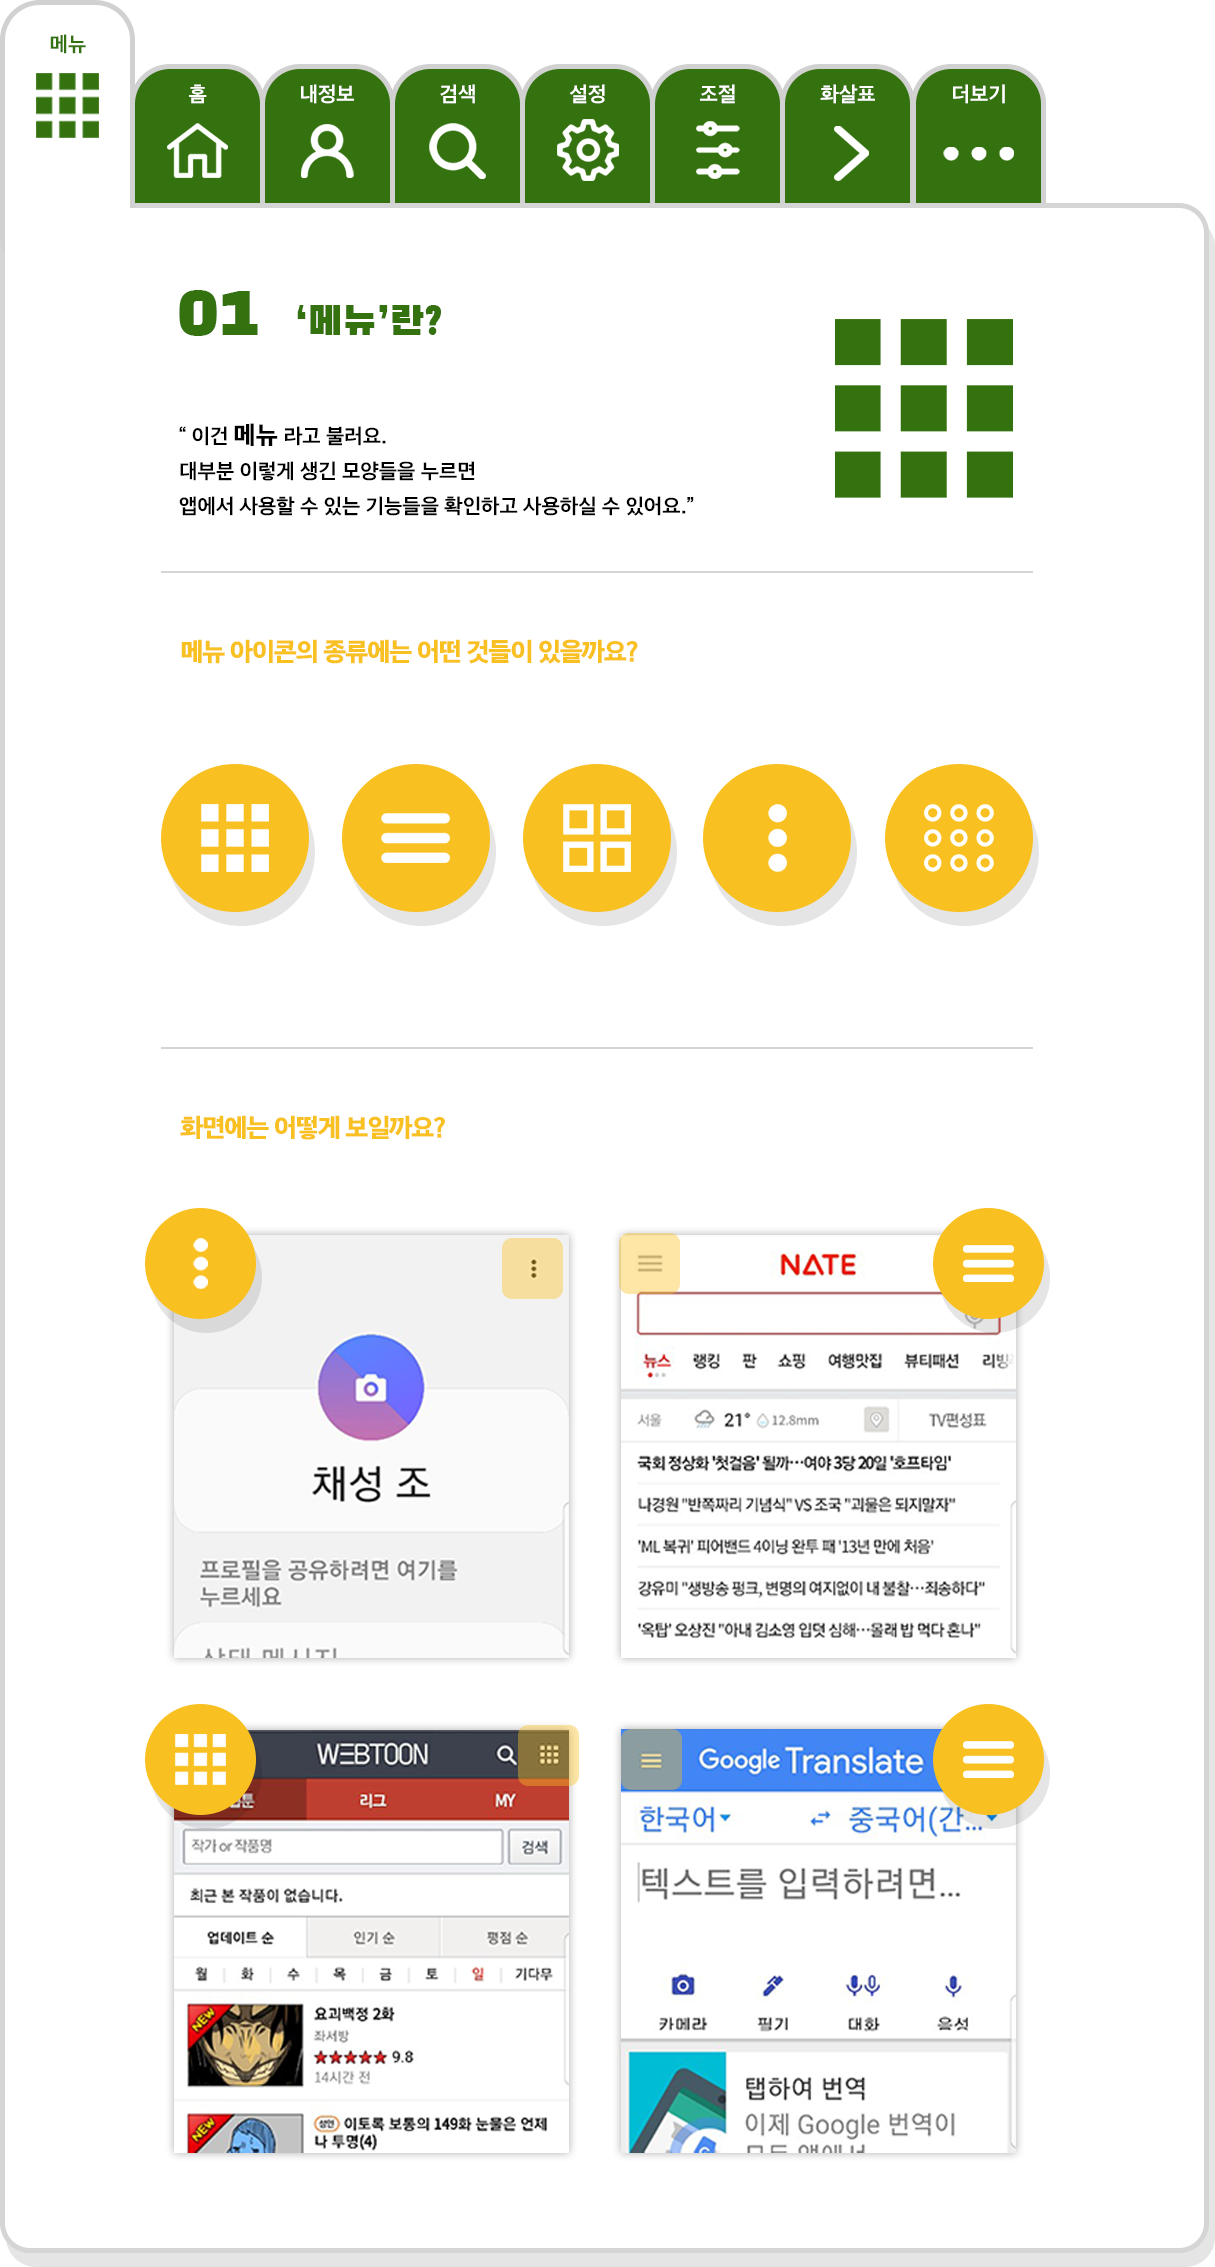 메뉴
홈
내정보
검색
설정
조절
화살표
더보기
01 ‘메뉴’란?
“ 이건 메뉴 라고 불러요.
대부분 이렇게 생긴 모양들을 누르면
앱에서 사용할 수 있는 기능들을 확인하고 사용하실 수 있어요.”
메뉴 아이콘의 종류에는 어떤 것들이 있을까요?
화면에는 어떻게 보일까요?
채성 조
프로필을 공유하려면 여기를
누르세요
상태 메시지
NATE
뉴스 랭킹 판 쇼핑 여행맛집 뷰티패션 리빙
서울 21° 12.8mm TV편성표
국회 정상화 '첫걸음' 될까…여야 3당 20일 '호프타임'
나경원 "반쪽짜리 기념식" VS 조국 "괴물은 되지말자"
'ML 복귀' 피어밴드 4이닝 완투 패 '13년 만에 처음'
강유미 "생방송 펑크, 변명의 여지없이 내 불찰…죄송하다"
'옥탑' 오상진 "아내 김소영 입덧 심해…몰래 밥 먹다 혼나"
WEBTOON
웹툰 리그 MY
작가 or 작품명 검색
최근 본 작품이 없습니다.
업데이트 순 인기 순 평점 순
월 화 수 목 금 토 일 기다무
NEW
요괴백정 2화
좌서방
★★★★★ 9.8
14시간 전
NEW
성인 이토록 보통의 149화 눈물은 언제
나 투명(4)
Google Translate
한국어 중국어(간...
텍스트를 입력하려면...
카메라 필기 대화 음성
탭하여 번역
이제 Google 번역이
모든 앱에서